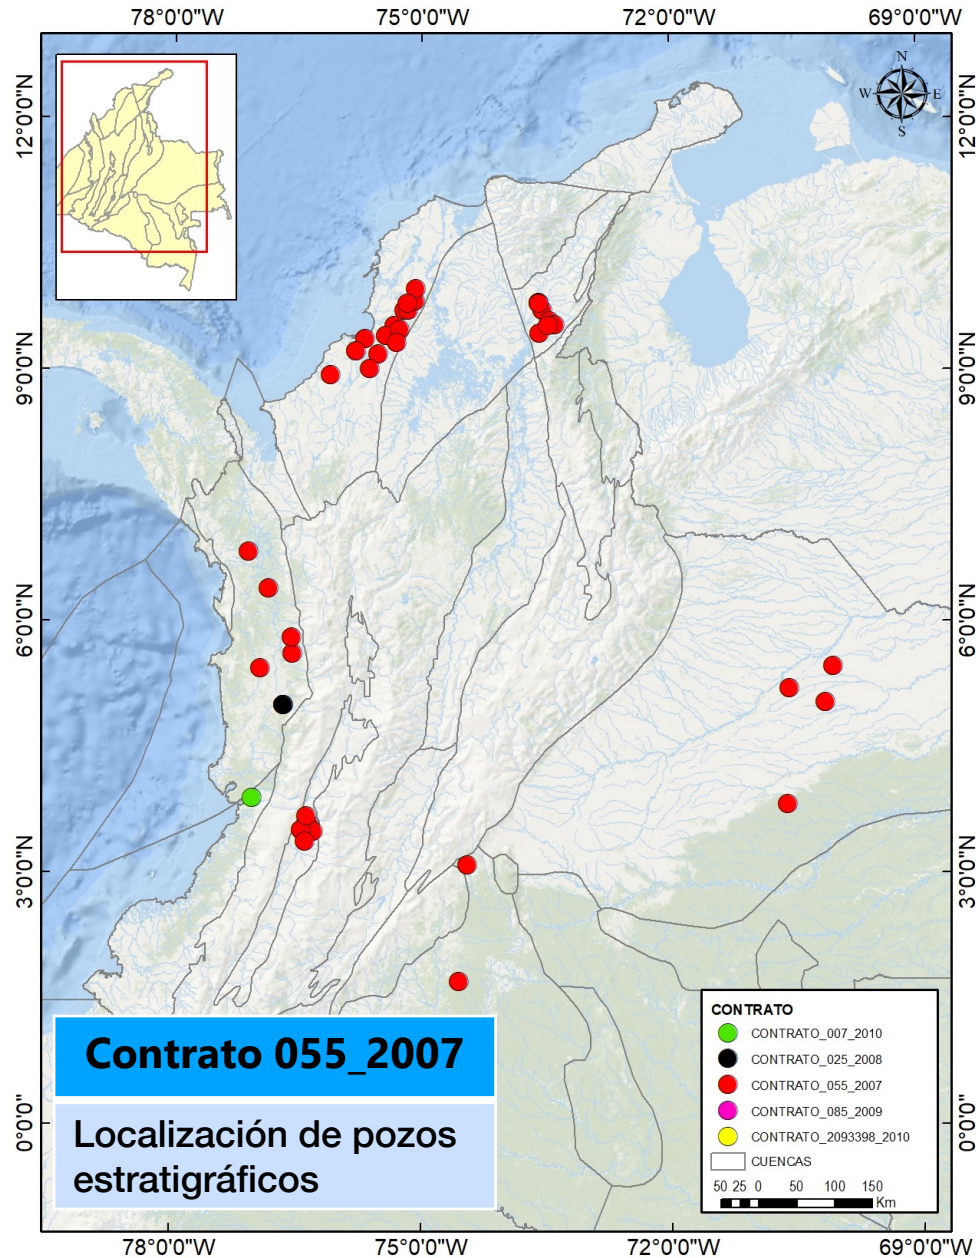 78°0'0"W 75°0'0"W 72°0'0"W 69°0'0"W
N
W E
S
12°0'0"N 12°0'0"N
9°0'0"N 9°0'0"N
6°0'0"N 6°0'0"N
3°0'0"N 3°0'0"N
0°0'0" 0°0'0"
Contrato 055_2007
Localización de pozos
estratigráficos
CONTRATO
CONTRATO_007_2010
CONTRATO_025_2008
CONTRATO_055_2007
CONTRATO_085_2009
CONTRATO_2093398_2010
CUENCAS
50 25 0 50 100 150
Km
78°0'0"W 75°0'0"W 72°0'0"W 69°0'0"W